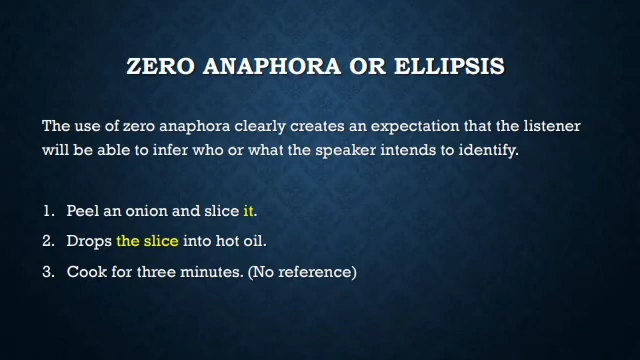 ZERO ANAPHORA OR ELLIPSIS
The use of zero anaphora clearly creates an expectation that the listener
will be able to infer who or what the speaker intends to identify.
1. Peel an onion and slice it.
2. Drops the slice into hot oil.
3. Cook for three minutes. (No reference)